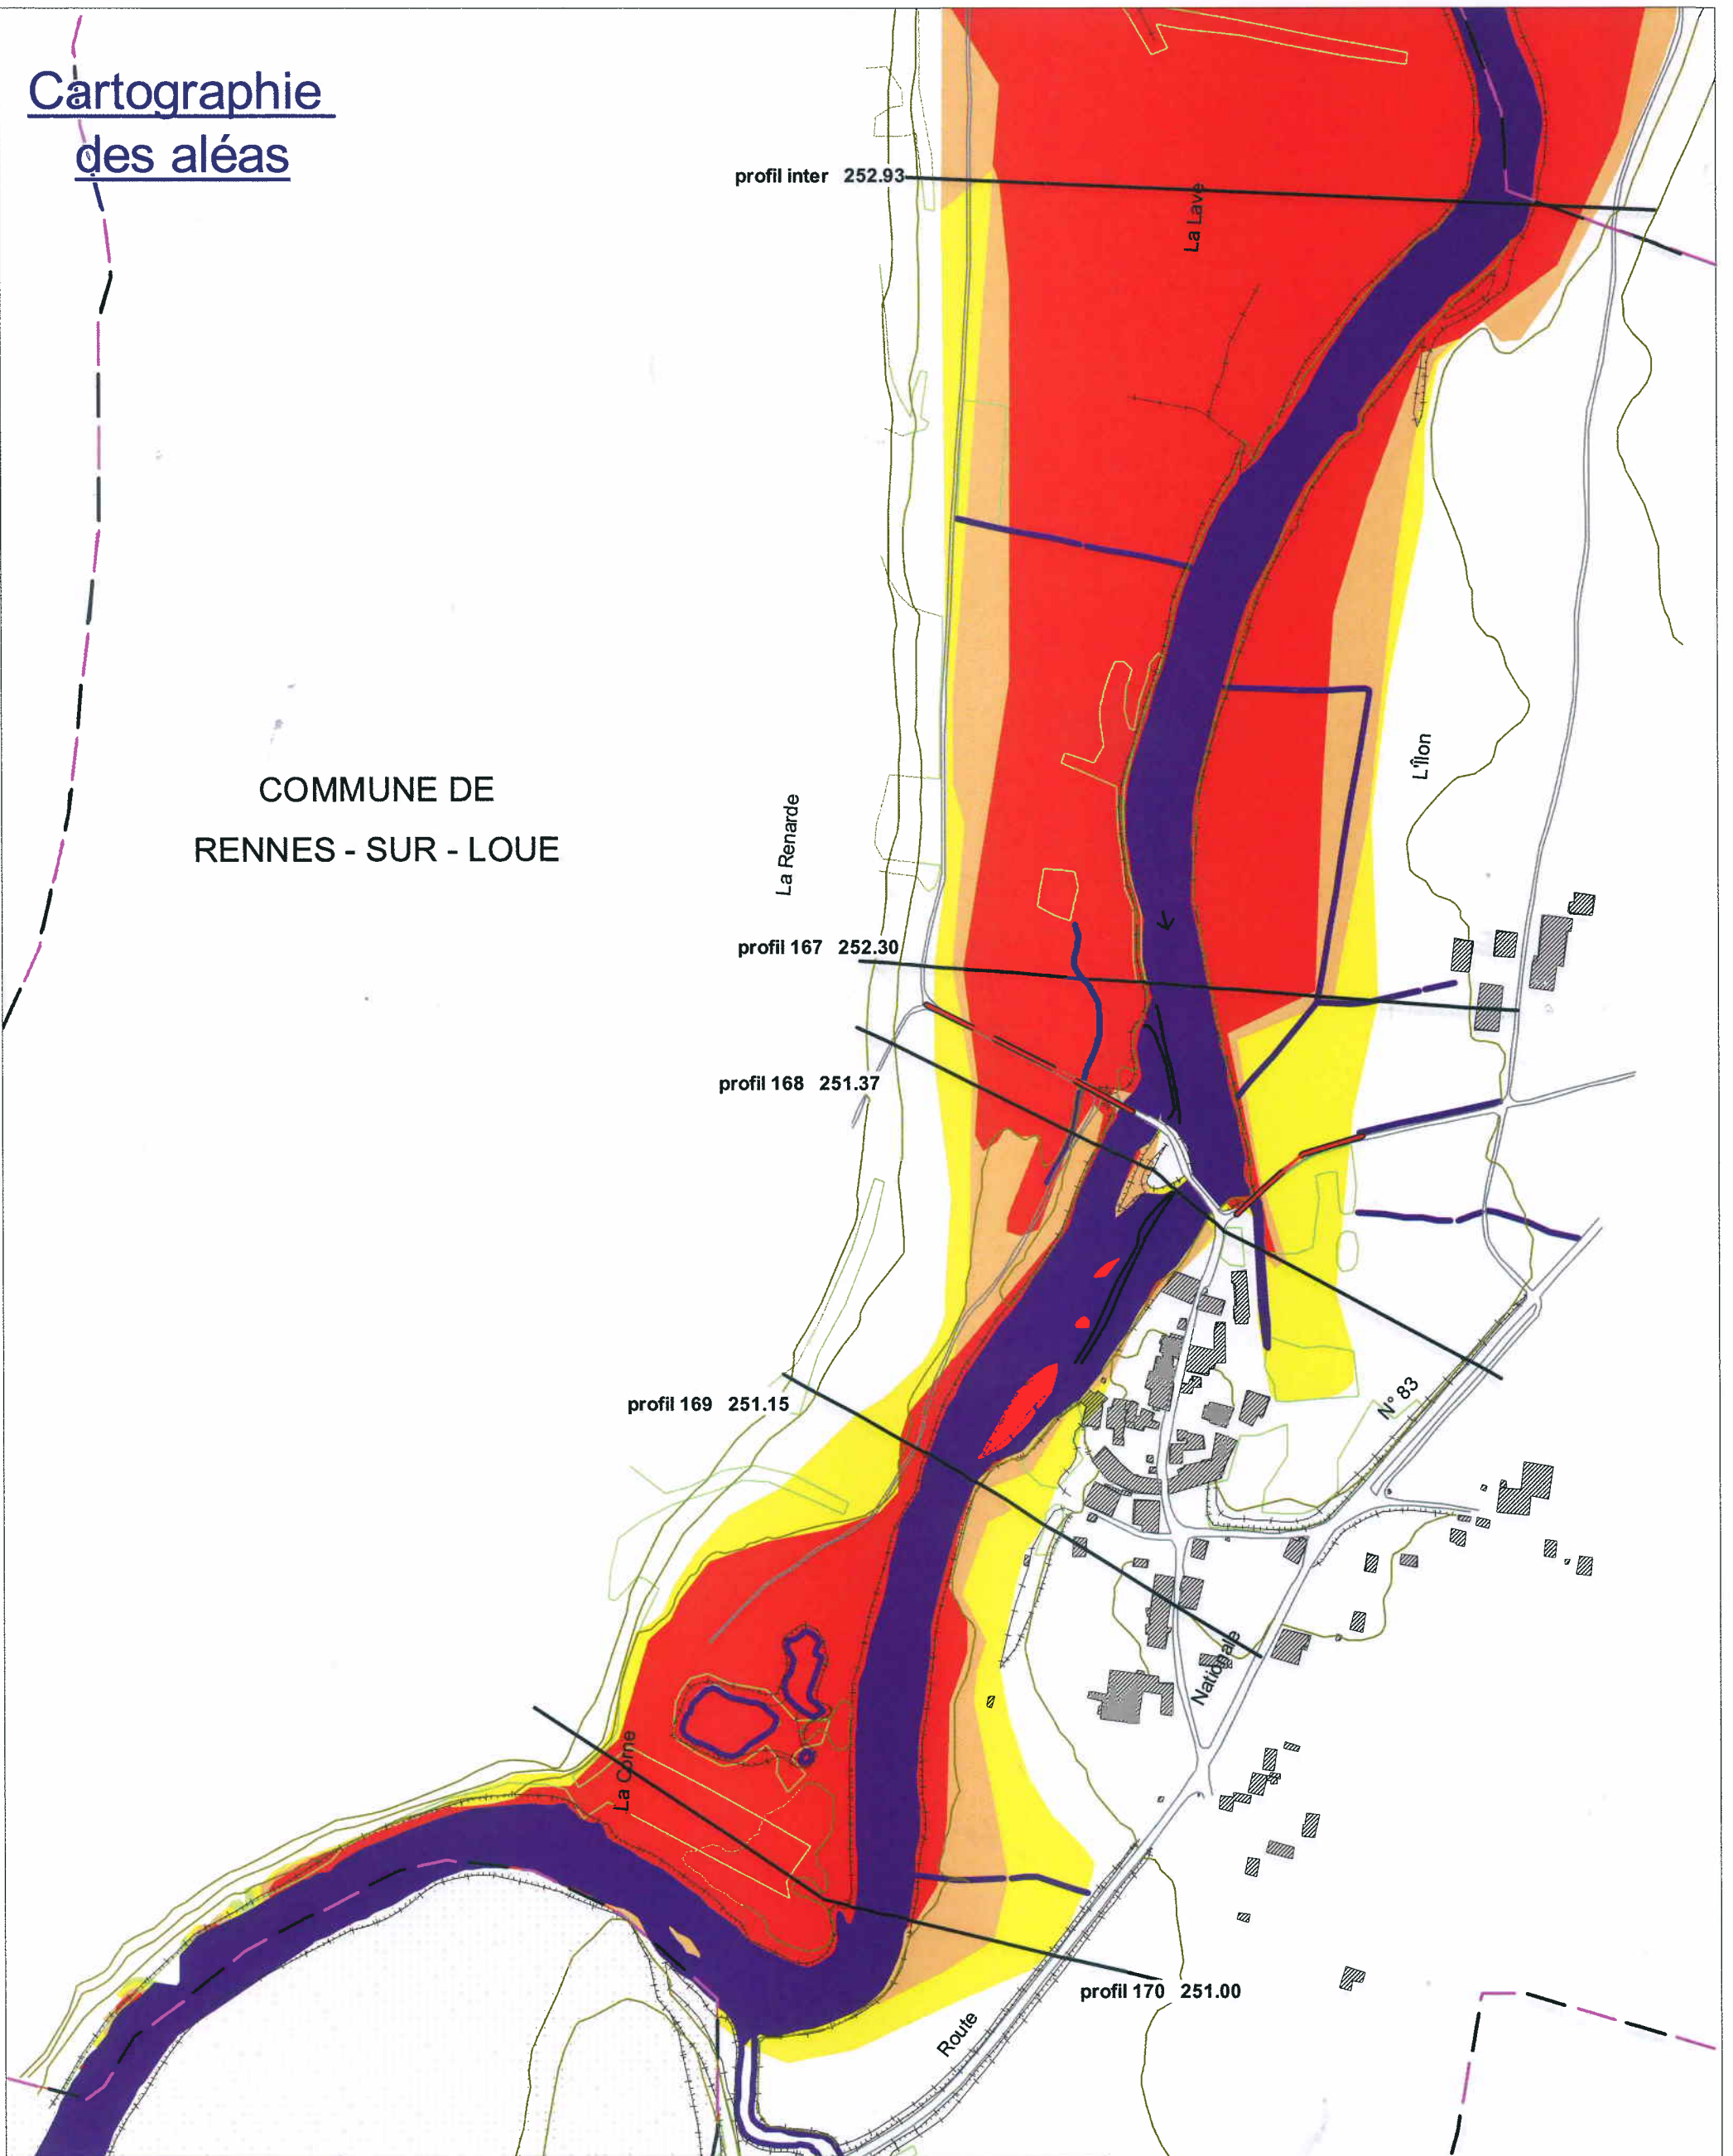 Cartographie
des aléas
profil inter 252.93
La Lave
COMMUNE DE
RENNES - SUR - LOUE
La Renarde
L'Îlon
profil 167 252.30
profil 168 251.37
profil 169 251.15
N° 83
Nationale
La Corne
profil 170 251.00
Route